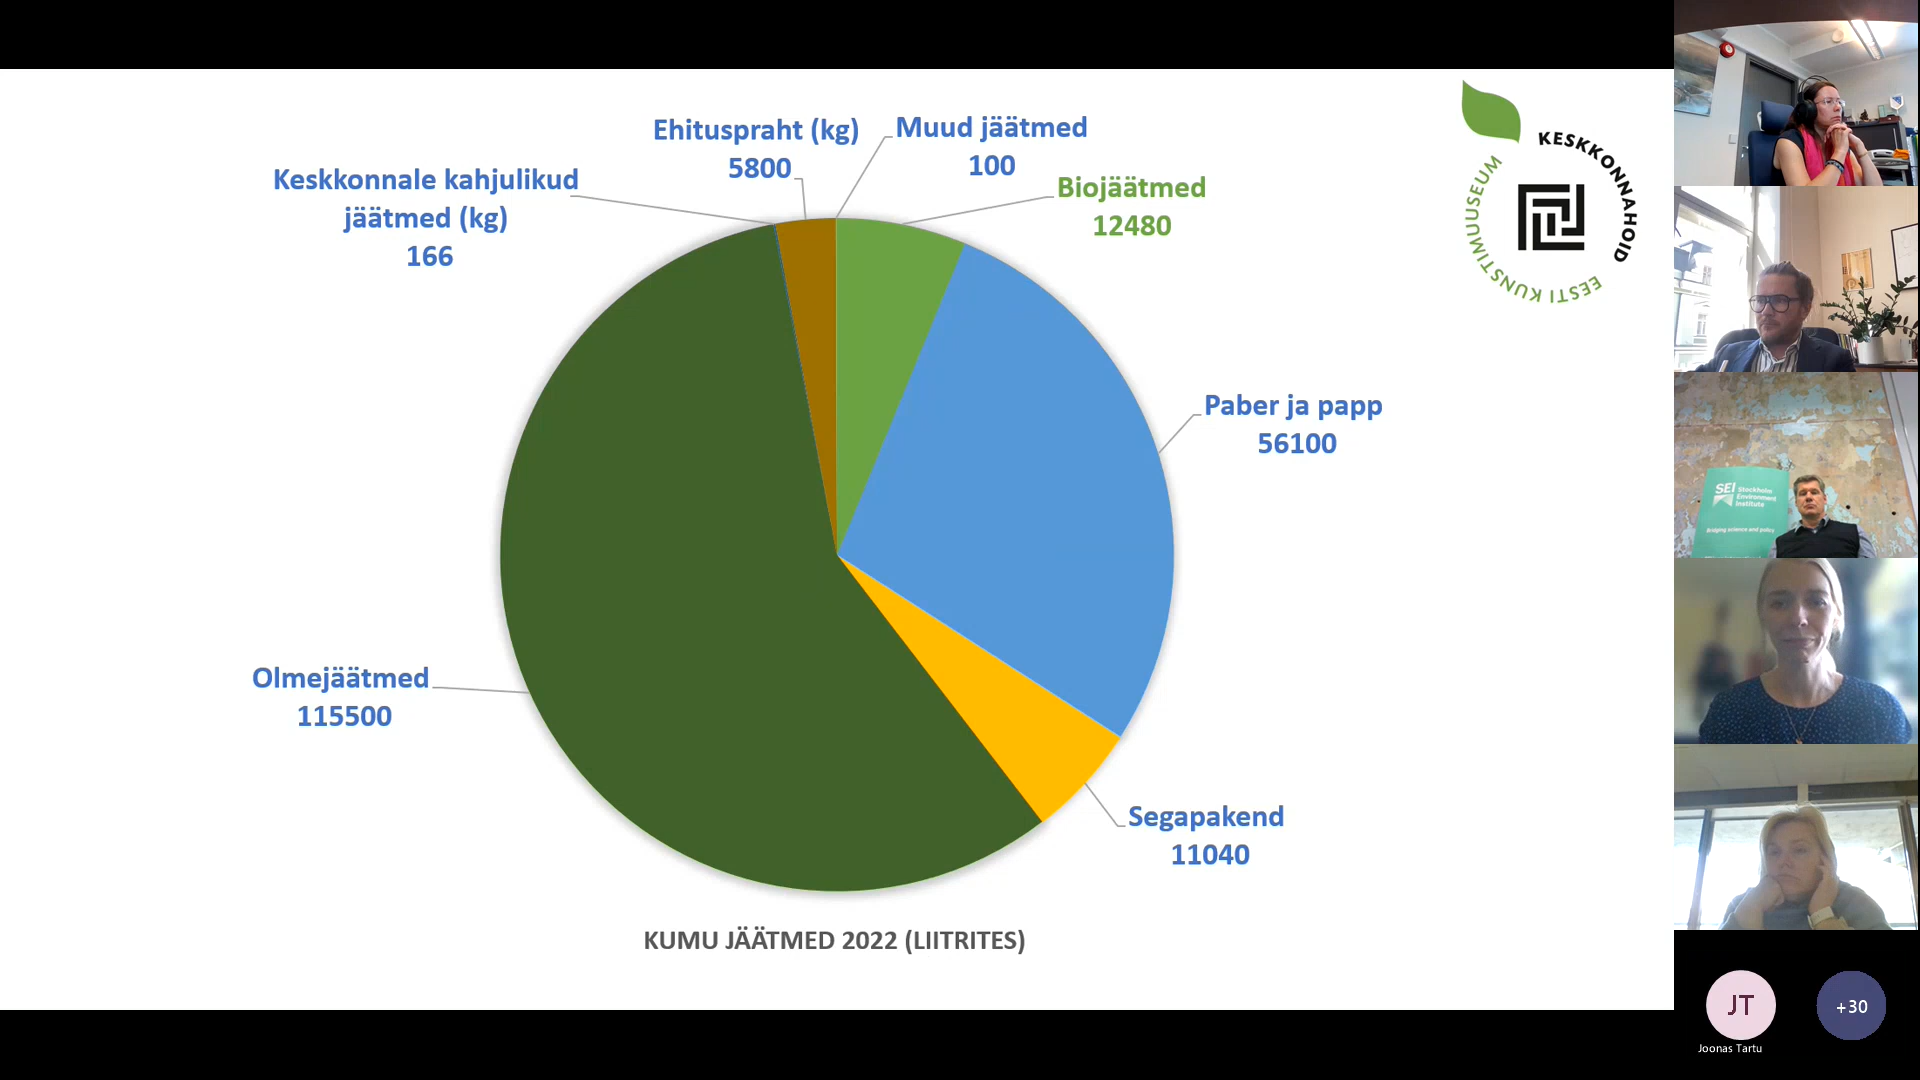 Ehituspraht (kg)
5800
Muud jäätmed
100
Keskkonnale kahjulikud
jäätmed (kg)
166
Biojäätmed
12480
KESKKONNAHOID
EESTI KUNSTIMUUSEUM
Paber ja papp
56100
Olmejäätmed
115500
Segapakend
11040
KUMU JÄÄTMED 2022 (LIITRITES)
SEI Stockholm
Environment
Institute
Bridging science and policy
JT
+30
Joonas Tartu